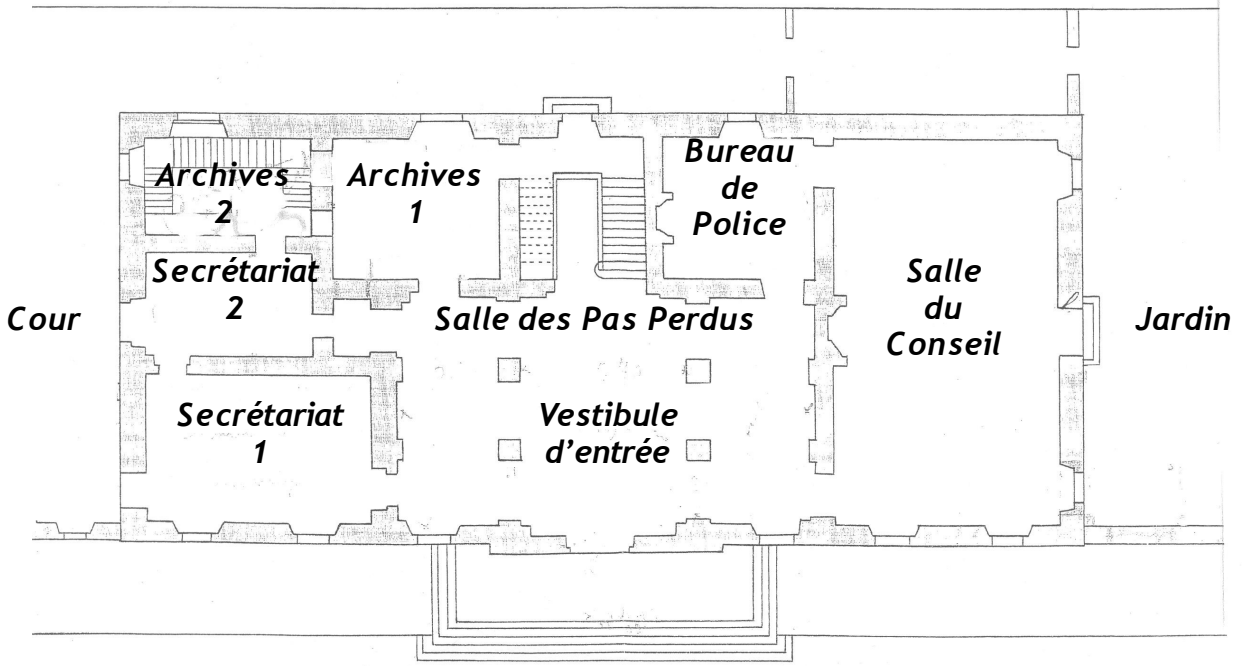 Archives
2
Archives
1
Bureau
de
Police
Secrétariat
2
Salle
du
Conseil
Cour
Salle des Pas Perdus
Jardin
Secrétariat
1
Vestibule
d’entrée